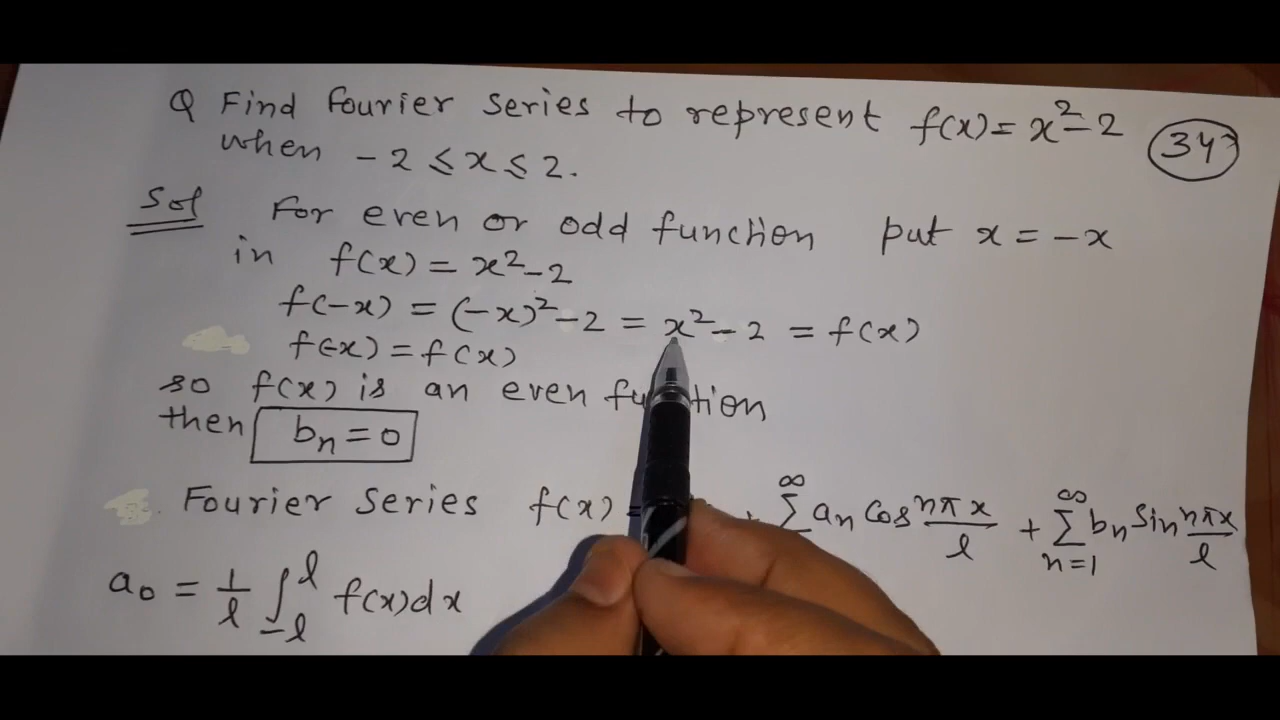 Q Find Fourier Series to represent f(x) = x² - 2
when -2 ≤ x ≤ 2.
34
Sol For even or odd function put x = -x
in f(x) = x² - 2
f(-x) = (-x)² - 2 = x² - 2 = f(x)
f(-x) = f(x)
so f(x) is an even function
then bn = 0
Fourier Series f(x) = + ∞ Σ an Cos nπx/l + ∞ Σ n=1 bn Sin nπx/l
a0 = 1/l ∫ l -l f(x)dx